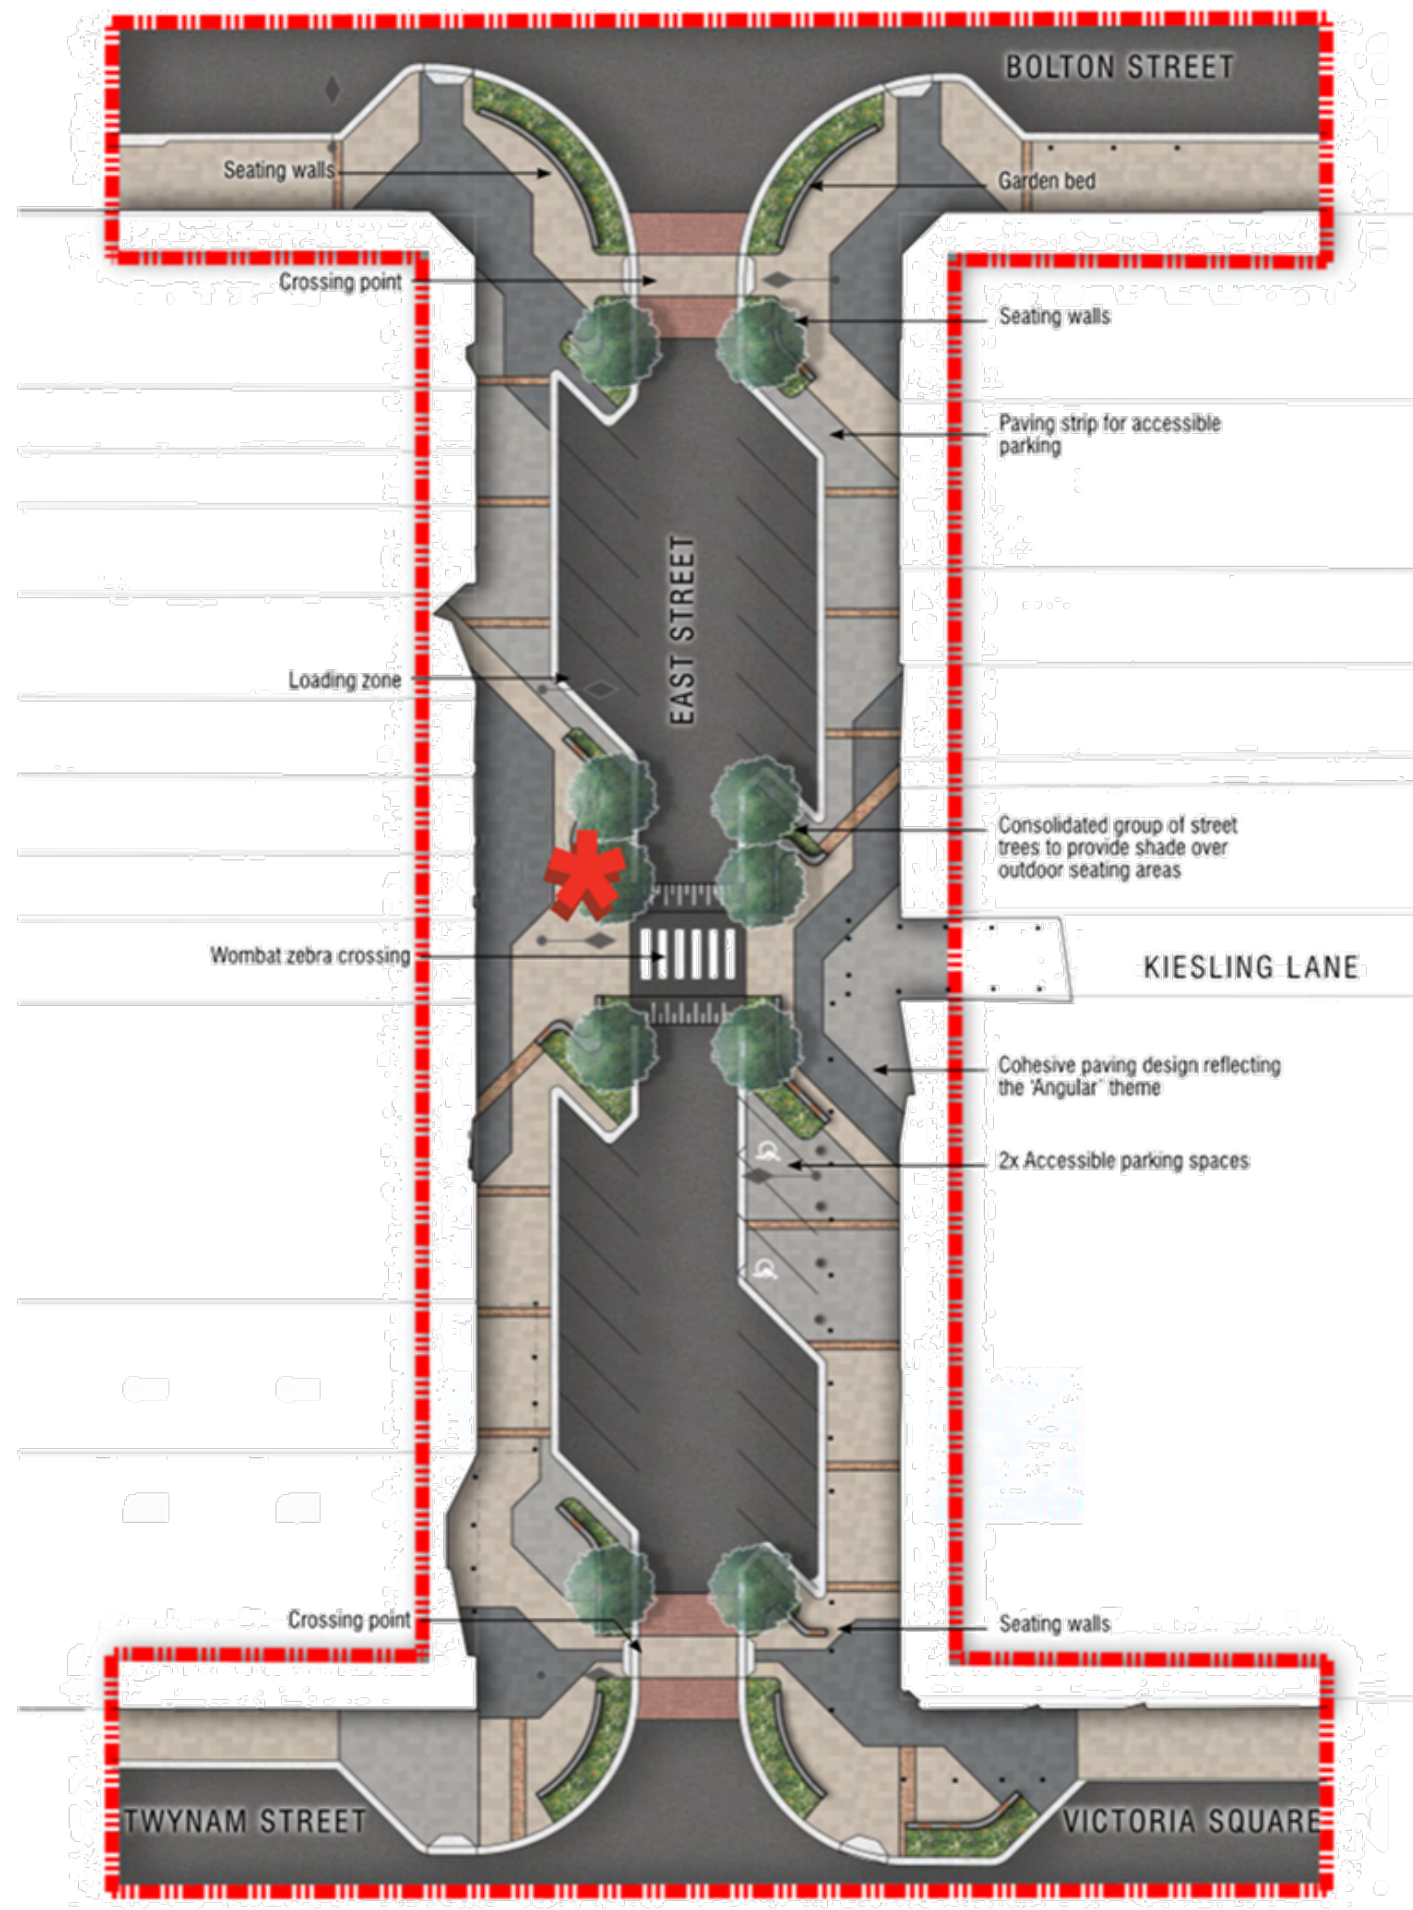 BOLTON STREET
Seating walls
Garden bed
Crossing point
Seating walls
Paving strip for accessible
parking
EAST STREET
Loading zone
Consolidated group of street
trees to provide shade over
outdoor seating areas
Wombat zebra crossing
KIESLING LANE
Cohesive paving design reflecting
the 'Angular' theme
2x Accessible parking spaces
Crossing point
Seating walls
TWYNAM STREET
VICTORIA SQUARE